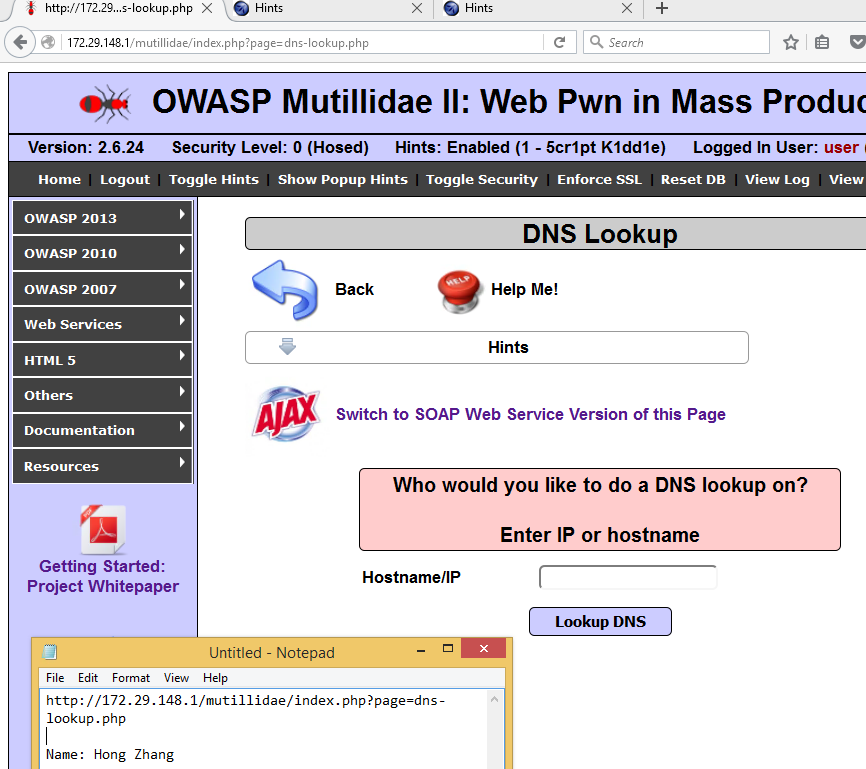 http://172.29...s-lookup.php
Hints
Hints
172.29.148.1/mutillidae/index.php?page=dns-lookup.php
Search
OWASP Mutillidae II: Web Pwn in Mass Produc
Version: 2.6.24 Security Level: 0 (Hosed) Hints: Enabled (1 - 5cr1pt K1dd1e) Logged In User: user (
Home | Logout | Toggle Hints | Show Popup Hints | Toggle Security | Enforce SSL | Reset DB | View Log | View
OWASP 2013
OWASP 2010
OWASP 2007
Web Services
HTML 5
Others
Documentation
Resources
PDF
Getting Started:
Project Whitepaper
DNS Lookup
Back
HELP
Help Me!
Hints
AJAX
Switch to SOAP Web Service Version of this Page
Who would you like to do a DNS lookup on?
Enter IP or hostname
Hostname/IP
Lookup DNS
Untitled - Notepad
File Edit Format View Help
http://172.29.148.1/mutillidae/index.php?page=dns-
lookup.php
Name: Hong Zhang